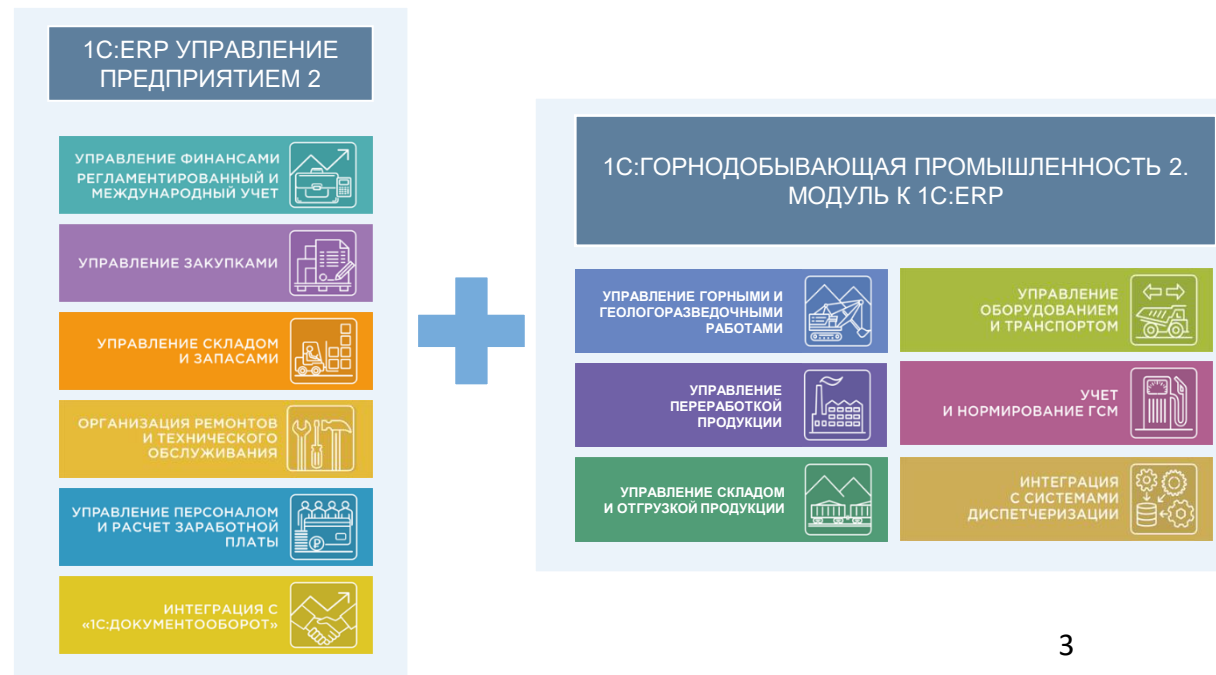 1С:ERP УПРАВЛЕНИЕ
ПРЕДПРИЯТИЕМ 2
УПРАВЛЕНИЕ ФИНАНСАМИ
РЕГЛАМЕНТИРОВАННЫЙ И
МЕЖДУНАРОДНЫЙ УЧЕТ
УПРАВЛЕНИЕ ЗАКУПКАМИ
УПРАВЛЕНИЕ СКЛАДОМ
И ЗАПАСАМИ
ОРГАНИЗАЦИЯ РЕМОНТОВ
И ТЕХНИЧЕСКОГО
ОБСЛУЖИВАНИЯ
УПРАВЛЕНИЕ ПЕРСОНАЛОМ
И РАСЧЕТ ЗАРАБОТНОЙ
ПЛАТЫ
ИНТЕГРАЦИЯ С
«1С:ДОКУМЕНТООБОРОТ»
1С:ГОРНОДОБЫВАЮЩАЯ ПРОМЫШЛЕННОСТЬ 2.
МОДУЛЬ К 1С:ERP
УПРАВЛЕНИЕ ГОРНЫМИ И
ГЕОЛОГОРАЗВЕДОЧНЫМИ
РАБОТАМИ
УПРАВЛЕНИЕ
ОБОРУДОВАНИЕМ
И ТРАНСПОРТОМ
УПРАВЛЕНИЕ
ПЕРЕРАБОТКОЙ
ПРОДУКЦИИ
УЧЕТ
И НОРМИРОВАНИЕ ГСМ
УПРАВЛЕНИЕ СКЛАДОМ
И ОТГРУЗКОЙ ПРОДУКЦИИ
ИНТЕГРАЦИЯ
С СИСТЕМАМИ
ДИСПЕТЧЕРИЗАЦИИ
3